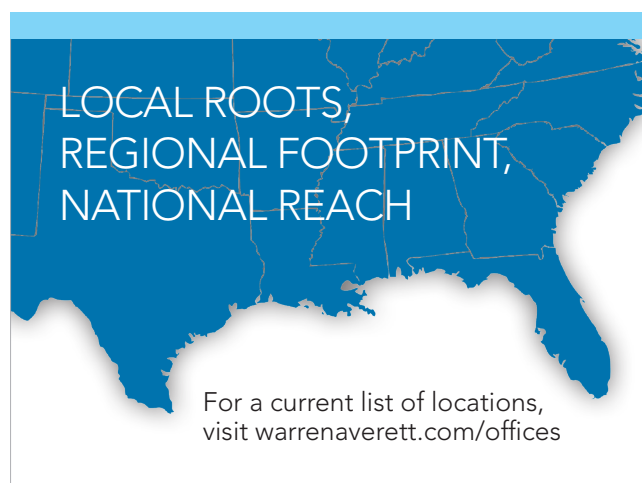 LOCAL ROOTS,
REGIONAL FOOTPRINT,
NATIONAL REACH
For a current list of locations,
visit warrenaverett.com/offices